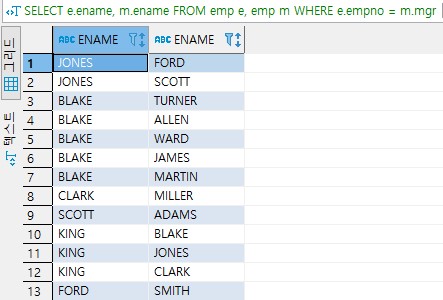 SELECT e.ename, m.ename FROM emp e, emp m WHERE e.empno = m.mgr
그리드
텍스트
ABC ENAME ABC ENAME
1 JONES FORD
2 JONES SCOTT
3 BLAKE TURNER
4 BLAKE ALLEN
5 BLAKE WARD
6 BLAKE JAMES
7 BLAKE MARTIN
8 CLARK MILLER
9 SCOTT ADAMS
10 KING BLAKE
11 KING JONES
12 KING CLARK
13 FORD SMITH